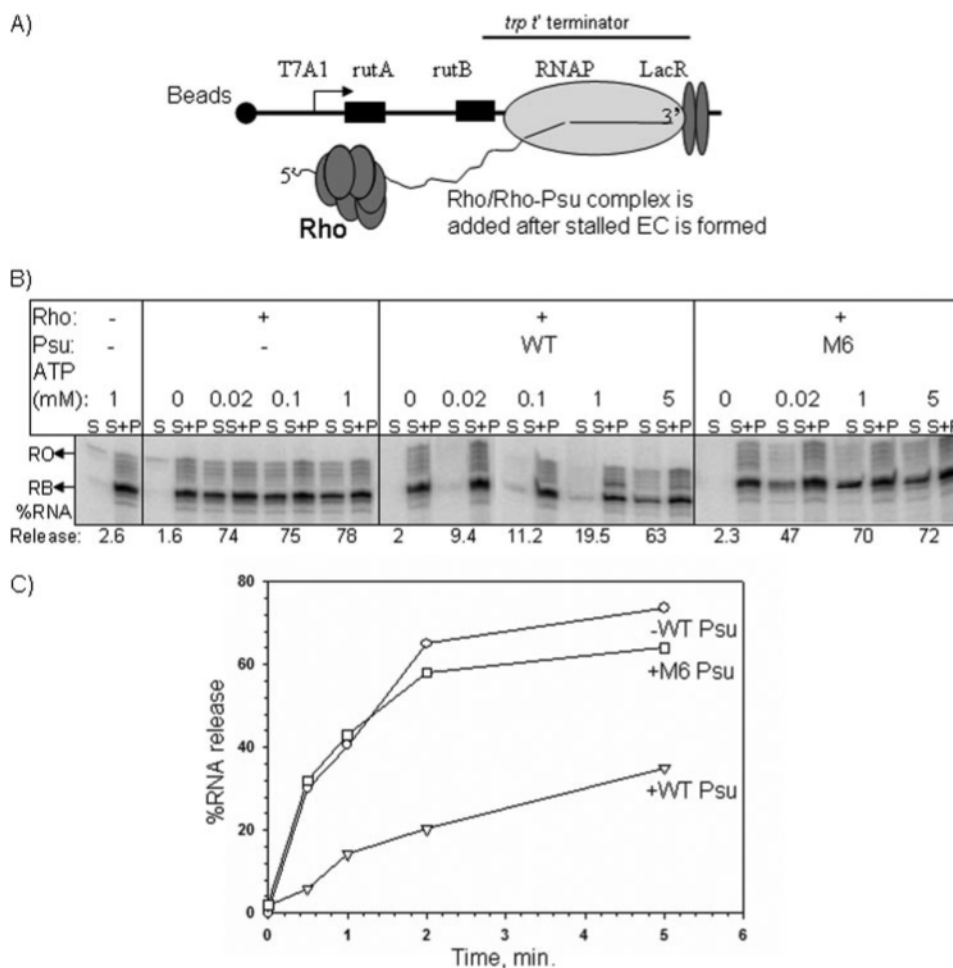 A)
trp t' terminator
T7A1 rutA rutB RNAP LacR
Beads
3'
5'
Rho/Rho-Psu complex is
Rho added after stalled EC is formed
B)
Rho: - + + +
Psu: - - WT M6
ATP
(mM): 1 0 0.02 0.1 1 0 0.02 0.1 1 5 0 0.02 1 5
S S+P S S+P S S+P S S+P S S+P S S+P S S+P S S+P S S+P S S+P S S+P S S+P S S+P S S+P
RO
RB
%RNA
Release: 2.6 1.6 74 75 78 2 9.4 11.2 19.5 63 2.3 47 70 72
C)
80
-WT Psu
+M6 Psu
60
%RNA release
40
+WT Psu
20
0
0 1 2 3 4 5 6
Time, min.